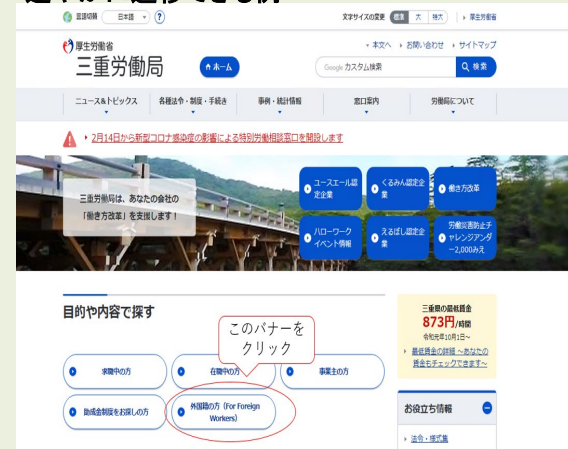 言語切替 日本語 ?
文字サイズの変更 標準 大 特大 厚生労働省
厚生労働省
三重労働局
ホーム
本文へ お問い合わせ サイトマップ
Google カスタム検索 検索
ニュース&トピックス 各種法令・制度・手続き 事例・統計情報 窓口案内 労働局について
2月14日から新型コロナ感染症の影響による特別労働相談窓口を開設します
三重労働局は、あなたの会社の
「働き方改革」を支援します！
ユースエール認
定企業
くるみん認定企
業
働き方改革
ハローワーク
イベント情報
えるぼし認定企
業
労働災害防止チ
ャレンジアンダ
ー2,000みえ
目的や内容で探す
このバナーを
クリック
求職中の方 在職中の方 事業主の方
助成金制度をお探しの方
外国籍の方（For Foreign
Workers）
三重県の最低賃金
873円/時間
令和元年10月1日～
最低賃金の詳細 ～あなたの
賃金もチェックできます～
お役立ち情報
法令・様式集